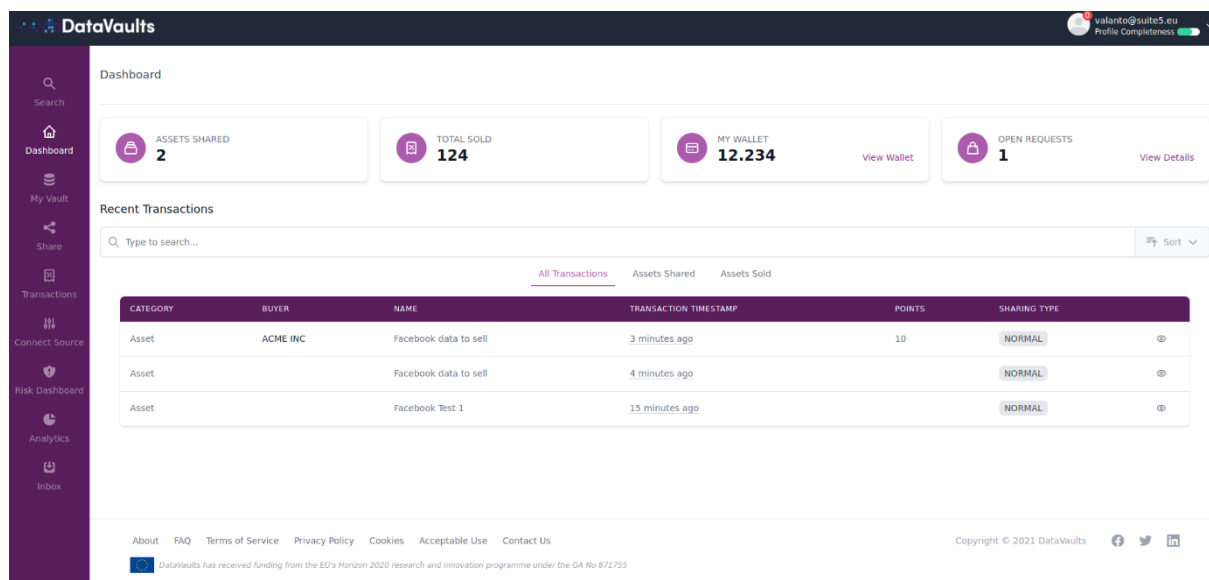 DataVaults
0
valanto@suite5.eu
Profile Completeness
Search
Dashboard
My Vault
Share
Transactions
Connect Source
Risk Dashboard
Analytics
Inbox
Dashboard
ASSETS SHARED
2
TOTAL SOLD
124
MY WALLET
12.234
View Wallet
OPEN REQUESTS
1
View Details
Recent Transactions
Type to search...
Sort
All Transactions Assets Shared Assets Sold
CATEGORY BUYER NAME TRANSACTION TIMESTAMP POINTS SHARING TYPE
Asset ACME INC Facebook data to sell 3 minutes ago 10 NORMAL
Asset Facebook data to sell 4 minutes ago NORMAL
Asset Facebook Test 1 15 minutes ago NORMAL
About FAQ Terms of Service Privacy Policy Cookies Acceptable Use Contact Us
Copyright © 2021 DataVaults
DataVaults has received funding from the EU's Horizon 2020 research and innovation programme under the GA No 871755